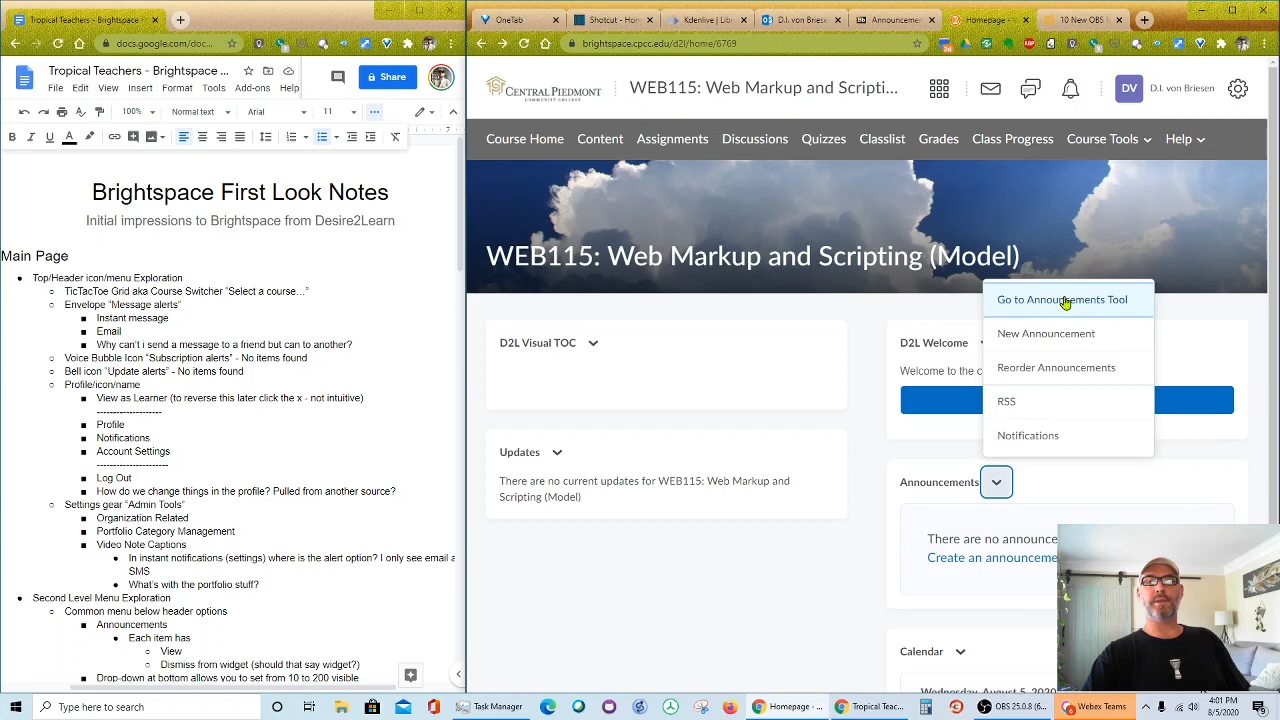 Tropical Teachers - Brightspace
OneTab
Shotcut - Hon
Kdenlive | Lib
D.I. von Briese
Announcemen
Homepage -
10 New OBS
docs.google.com/doc...
brightspace.cpcc.edu/d2l/home/6769
Tropical Teachers - Brightspace ...
File Edit View Insert Format Tools Add-ons Help
Share
100%
Normal text
Arial
11
Brightspace First Look Notes
Initial impressions to Brightspace from Desire2Learn
Main Page
Top/Header icon/menu Exploration
TicTacToe Grid aka Course Switcher “Select a course…”
Envelope “Message alerts”
Instant message
Email
Why can't i send a message to a friend but can to another?
Voice Bubble Icon “Subscription alerts” - No items found
Bell icon “Update alerts” - No items found
Profile/icon/name
View as Learner (to reverse this later click the x - not intuitive)
--------------------
Profile
Notifications
Account Settings
----------------------
Log Out
How do we change things in the profile? Pulled from another source?
Settings gear “Admin Tools”
Organization Related
Portfolio Category Management
Video Note Captions
In instant notifications (settings) where is the alert option? I only see email a
SMS
What's with the portfolio stuff?
Second Level Menu Exploration
Common menu below header options
Announcements
Each item has
View
Dismiss from widget (should that say widget?)
Drop-down at bottom allows you to set from 10 to 200 visible
CENTRAL PIEDMONT
COMMUNITY COLLEGE
WEB115: Web Markup and Scripti...
DV
D.I. von Briesen
Course Home Content Assignments Discussions Quizzes Classlist Grades Class Progress Course Tools Help
WEB115: Web Markup and Scripting (Model)
D2L Visual TOC
Updates
There are no current updates for WEB115: Web Markup and
Scripting (Model)
D2L Welcome
Welcome to the c
Go to Announcements Tool
New Announcement
Reorder Announcements
RSS
Notifications
Announcements
There are no announce
Create an announceme
Calendar
Wednesday, August 5, 2020
Type here to search
Task Manag
Homepage - ...
Tropical Teac...
OBS 25.0.8 (6...
Webex Teams
4:01 PM
8/5/2020